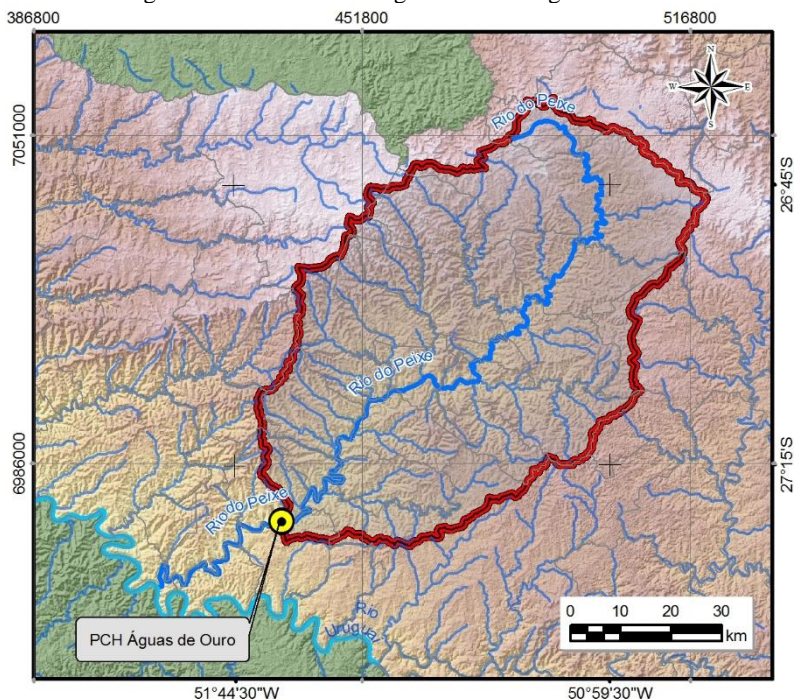 386800
451800
516800
N
W
E
S
Rio do Peixe
7051000
26°45'S
Rio do Peixe
6986000
27°15'S
Rio do Peixe
PCH Águas de Ouro
Rio
Urugua
0 10 20 30
km
51°44'30"W
50°59'30"W